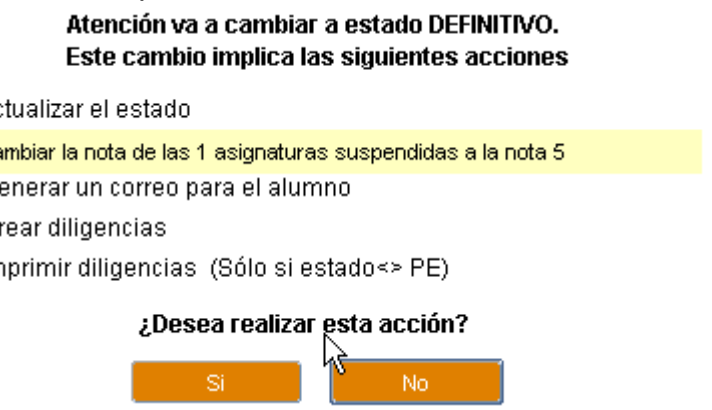 Atención va a cambiar a estado DEFINITIVO.
Este cambio implica las siguientes acciones
ctualizar el estado
ambiar la nota de las 1 asignaturas suspendidas a la nota 5
enerar un correo para el alumno
rear diligencias
mprimir diligencias (Sólo si estado<> PE)
¿Desea realizar esta acción?
Si
No